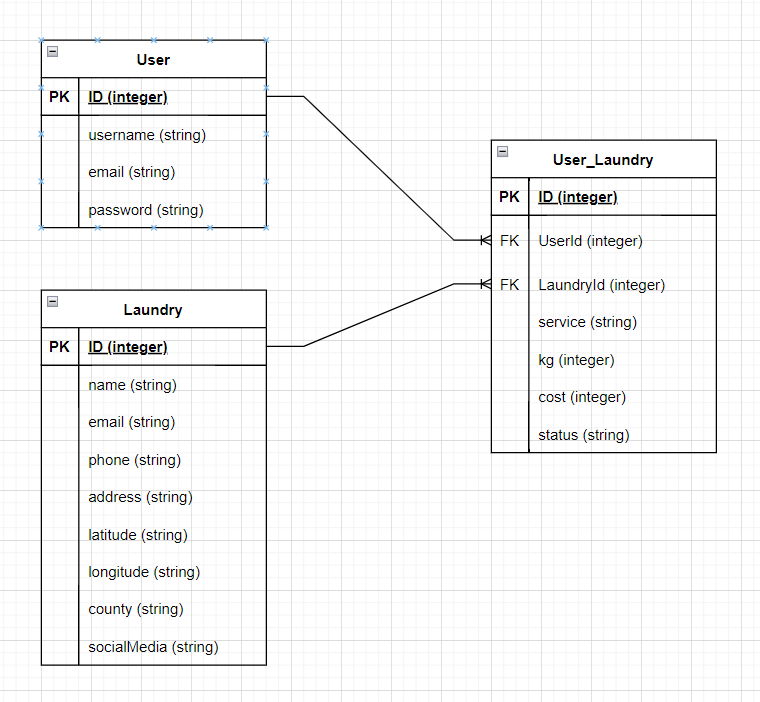 User
PK ID (integer)
username (string)
email (string)
password (string)
User_Laundry
PK ID (integer)
FK UserId (integer)
FK LaundryId (integer)
service (string)
kg (integer)
cost (integer)
status (string)
Laundry
PK ID (integer)
name (string)
email (string)
phone (string)
address (string)
latitude (string)
longitude (string)
county (string)
socialMedia (string)